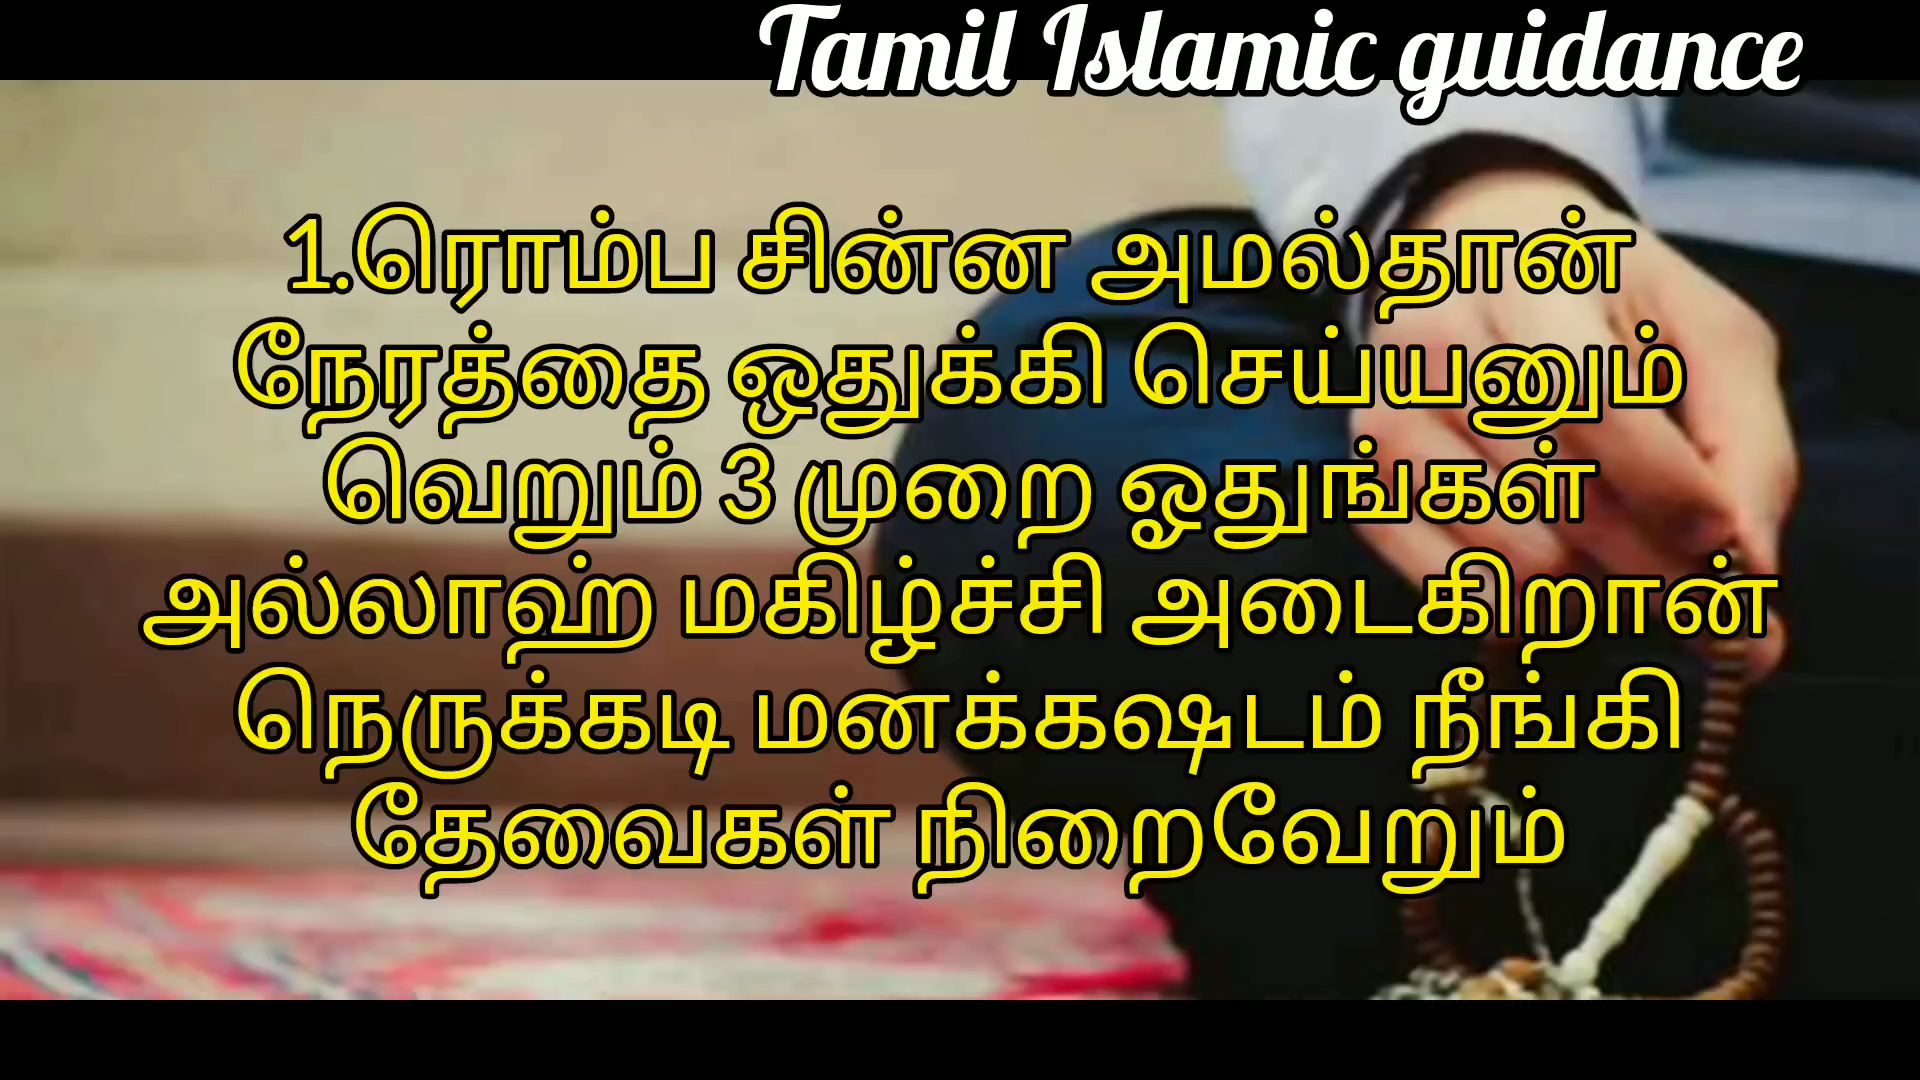 Tamil Islamic guidance
1.ரொம்ப சின்ன அமல்தான்
நேரத்தை ஒதுக்கி செய்யனும்
வெறும் 3 முறை ஓதுங்கள்
அல்லாஹ் மகிழ்ச்சி அடைகிறான்
நெருக்கடி மனக்கஷடம் நீங்கி
தேவைகள் நிறைவேறும்